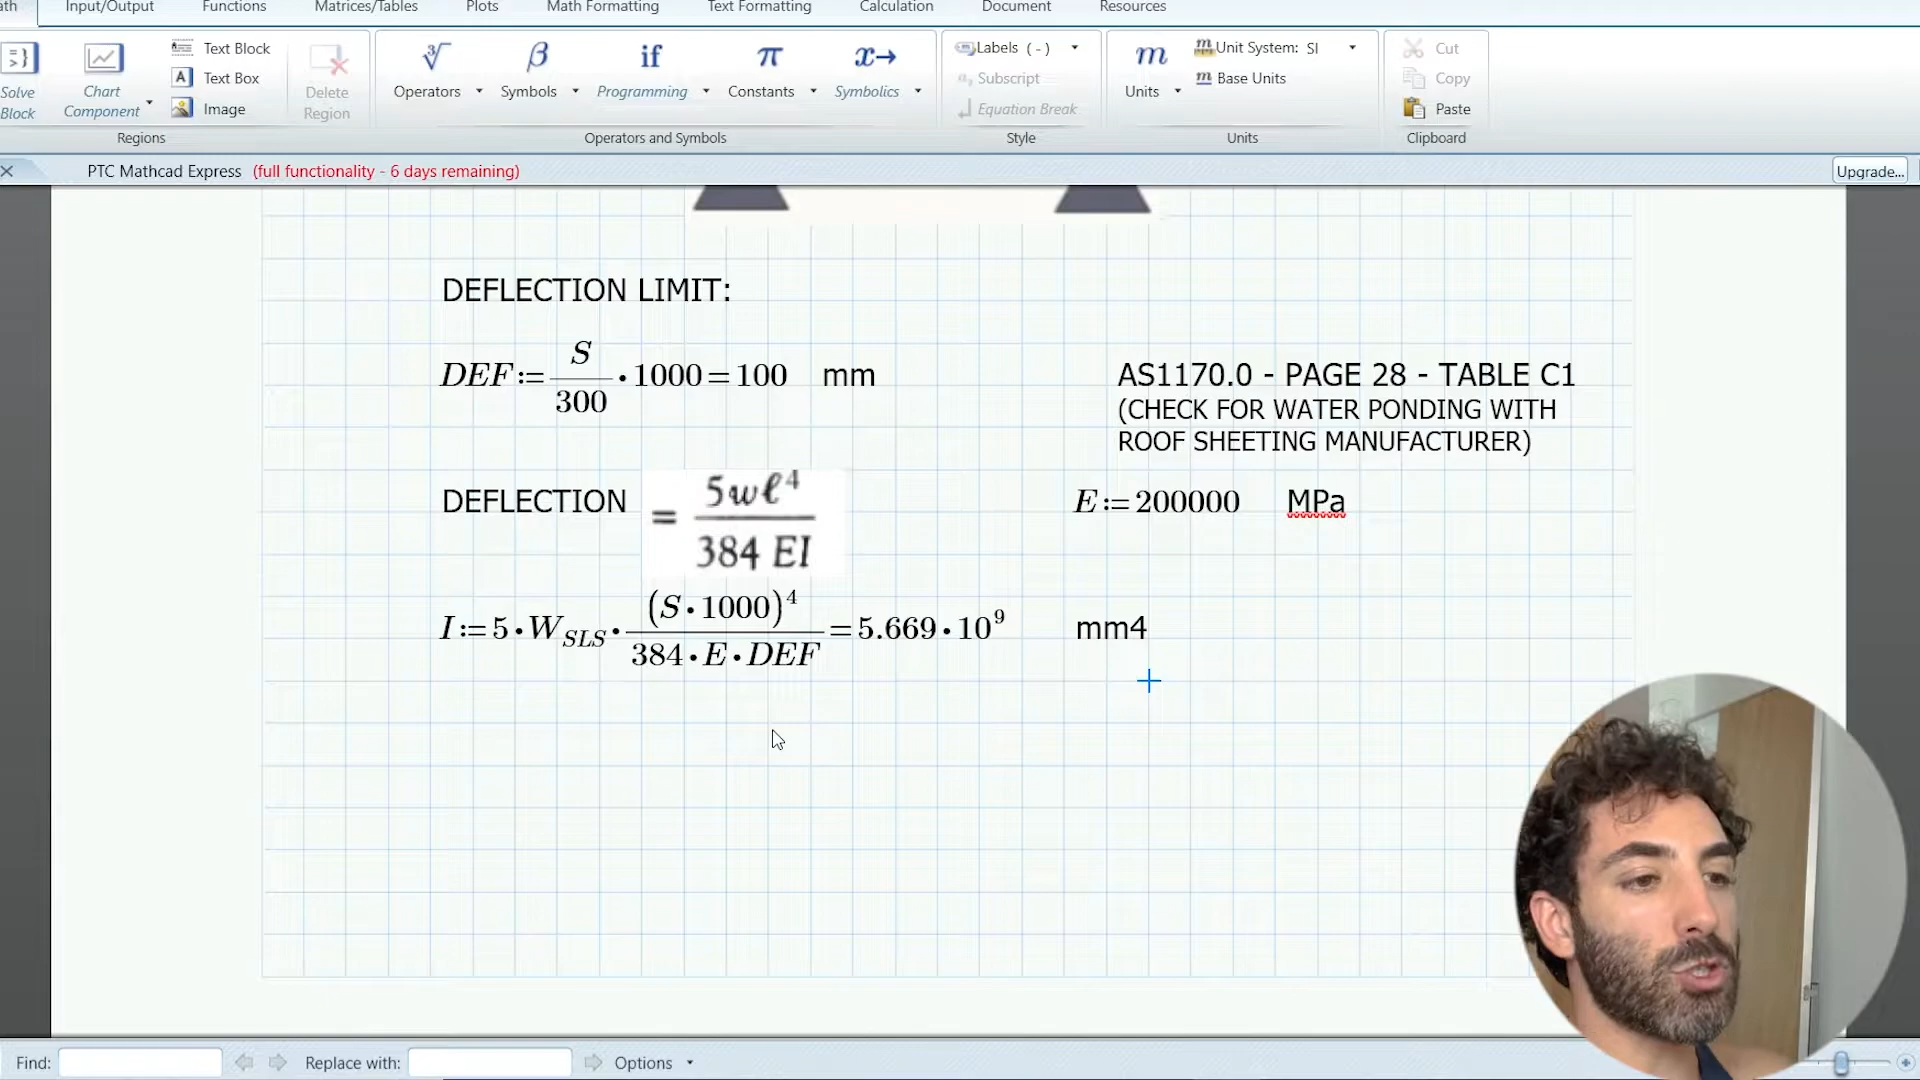 ath Input/Output Functions Matrices/Tables Plots Math Formatting Text Formatting Calculation Document Resources
Solve Block
Chart Component
Text Block
Text Box
Image
Delete Region
Regions
Operators
Symbols
Programming
Constants
Symbolics
Operators and Symbols
Labels ( - )
Subscript
Equation Break
Style
Units
Unit System: SI
Base Units
Units
Cut
Copy
Paste
Clipboard
PTC Mathcad Express (full functionality - 6 days remaining)
Upgrade...
DEFLECTION LIMIT:
DEF := S/300 · 1000 = 100 mm
AS1170.0 - PAGE 28 - TABLE C1
(CHECK FOR WATER PONDING WITH
ROOF SHEETING MANUFACTURER)
DEFLECTION = 5wℓ⁴ / 384 EI
E := 200000 MPa
I := 5 · W_SLS · (S · 1000)⁴ / 384 · E · DEF = 5.669 · 10⁹ mm4
Find: Replace with: Options